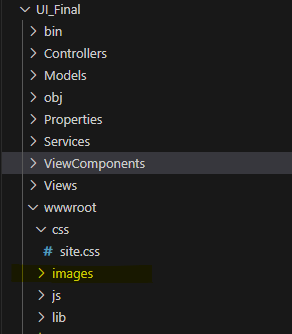 UI_Final
bin
Controllers
Models
obj
Properties
Services
ViewComponents
Views
wwwroot
css
# site.css
images
js
lib